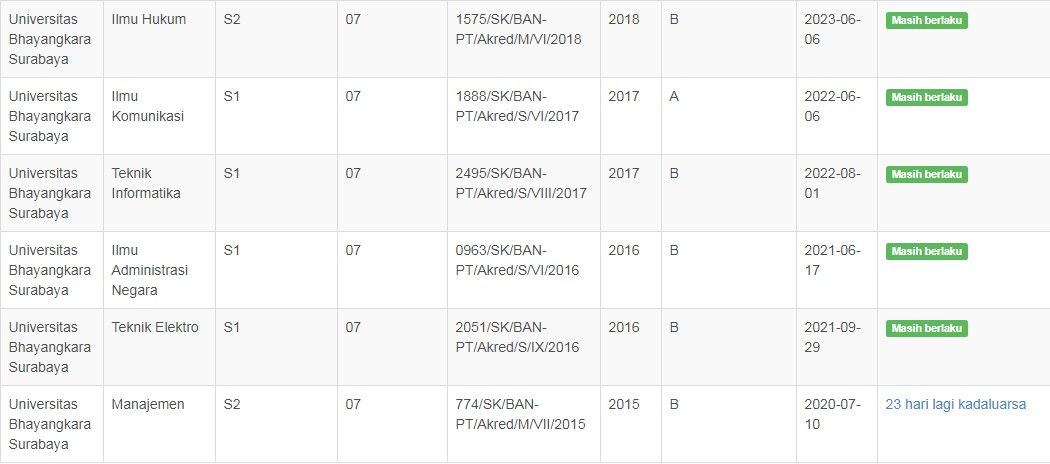 Universitas Bhayangkara Surabaya Ilmu Hukum S2 07 1575/SK/BAN-PT/Akred/M/VI/2018 2018 B 2023-06-06 Masih berlaku
Universitas Bhayangkara Surabaya Ilmu Komunikasi S1 07 1888/SK/BAN-PT/Akred/S/VI/2017 2017 A 2022-06-06 Masih berlaku
Universitas Bhayangkara Surabaya Teknik Informatika S1 07 2495/SK/BAN-PT/Akred/S/VIII/2017 2017 B 2022-08-01 Masih berlaku
Universitas Bhayangkara Surabaya Ilmu Administrasi Negara S1 07 0963/SK/BAN-PT/Akred/S/VI/2016 2016 B 2021-06-17 Masih berlaku
Universitas Bhayangkara Surabaya Teknik Elektro S1 07 2051/SK/BAN-PT/Akred/S/IX/2016 2016 B 2021-09-29 Masih berlaku
Universitas Bhayangkara Surabaya Manajemen S2 07 774/SK/BAN-PT/Akred/M/VII/2015 2015 B 2020-07-10 23 hari lagi kadaluarsa